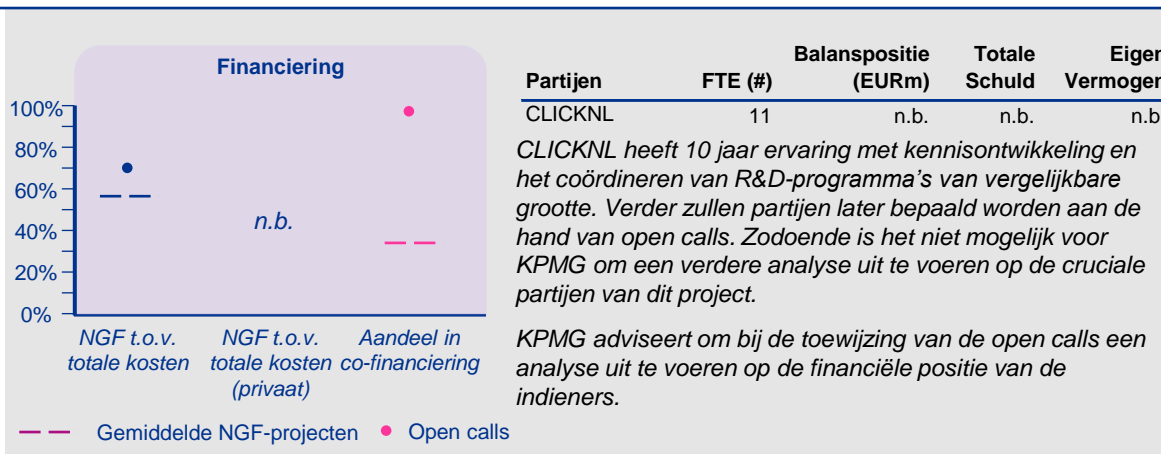 Financiering
100%
80%
60%
40%
20%
0%
n.b.
NGF t.o.v. totale kosten
NGF t.o.v. totale kosten (privaat)
Aandeel in co-financiering
Gemiddelde NGF-projecten
Open calls
Partijen FTE (#) Balanspositie (EURm) Totale Schuld Eigen Vermogen
CLICKNL 11 n.b. n.b. n.b
CLICKNL heeft 10 jaar ervaring met kennisontwikkeling en
het coördineren van R&D-programma's van vergelijkbare
grootte. Verder zullen partijen later bepaald worden aan de
hand van open calls. Zodoende is het niet mogelijk voor
KPMG om een verdere analyse uit te voeren op de cruciale
partijen van dit project.
KPMG adviseert om bij de toewijzing van de open calls een
analyse uit te voeren op de financiële positie van de
indieners.